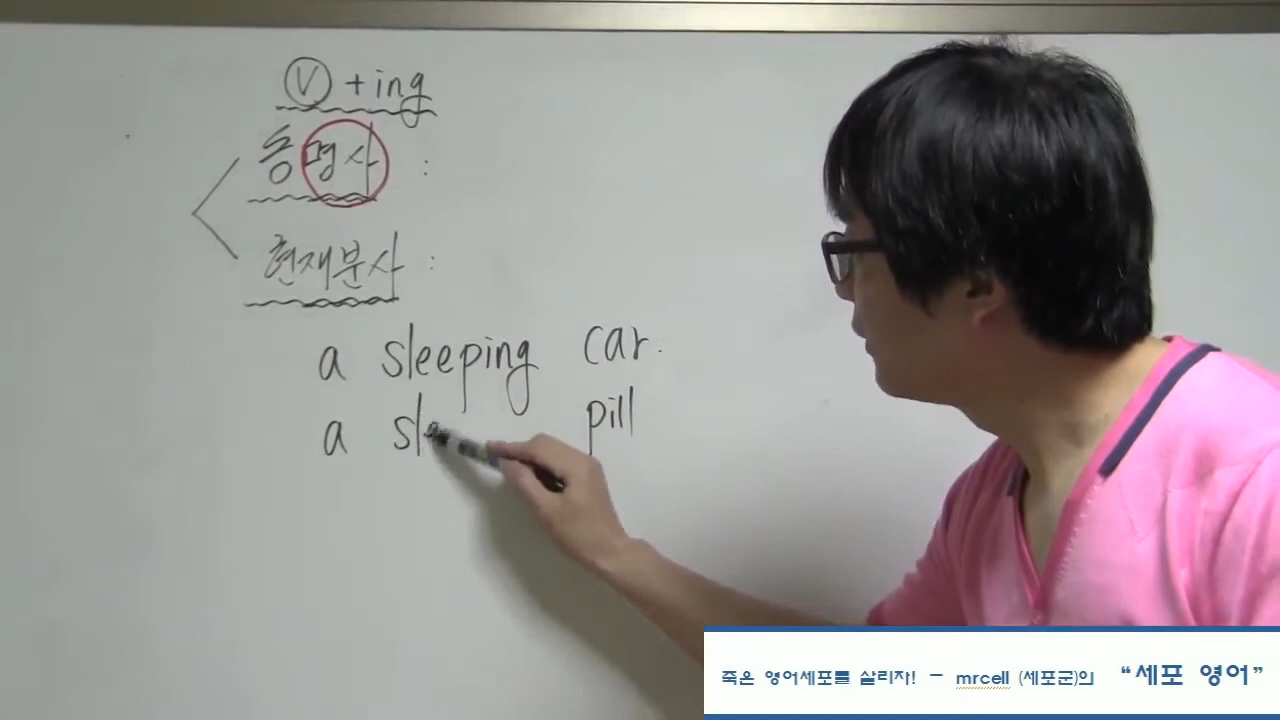 V + ing
동명사 :
현재분사 :
a sleeping car.
a sle pill
죽은 영어세포를 살리자! - mrcell (세포군)의 "세포 영어"